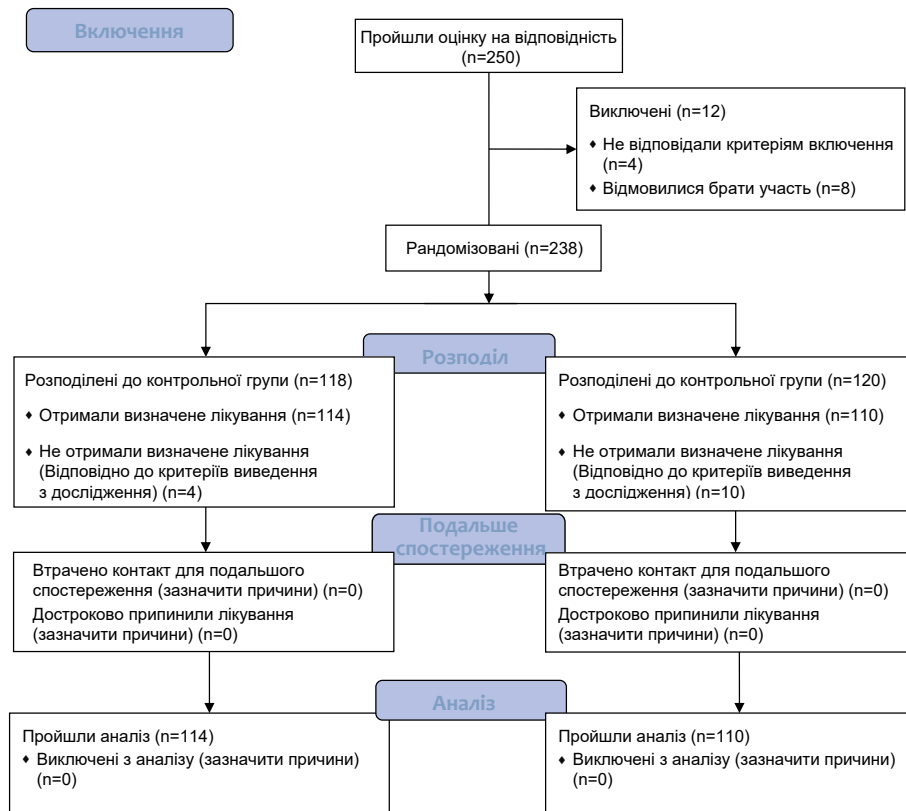 Включення
Пройшли оцінку на відповідність
(n=250)
Виключені (n=12)
♦ Не відповідали критеріям включення
(n=4)
♦ Відмовилися брати участь (n=8)
Рандомізовані (n=238)
Розподіл
Розподілені до контрольної групи (n=118)
♦ Отримали визначене лікування (n=114)
♦ Не отримали визначене лікування
(Відповідно до критеріїв виведення
з дослідження) (n=4)
Розподілені до контрольної групи (n=120)
♦ Отримали визначене лікування (n=110)
♦ Не отримали визначене лікування
(Відповідно до критеріїв виведення
з дослідження) (n=10)
Подальше
спостереження
Втрачено контакт для подальшого
спостереження (зазначити причини) (n=0)
Достроково припинили лікування
(зазначити причини) (n=0)
Втрачено контакт для подальшого
спостереження (зазначити причини) (n=0)
Достроково припинили лікування
(зазначити причини) (n=0)
Аналіз
Пройшли аналіз (n=114)
♦ Виключені з аналізу (зазначити причини)
(n=0)
Пройшли аналіз (n=110)
♦ Виключені з аналізу (зазначити причини)
(n=0)